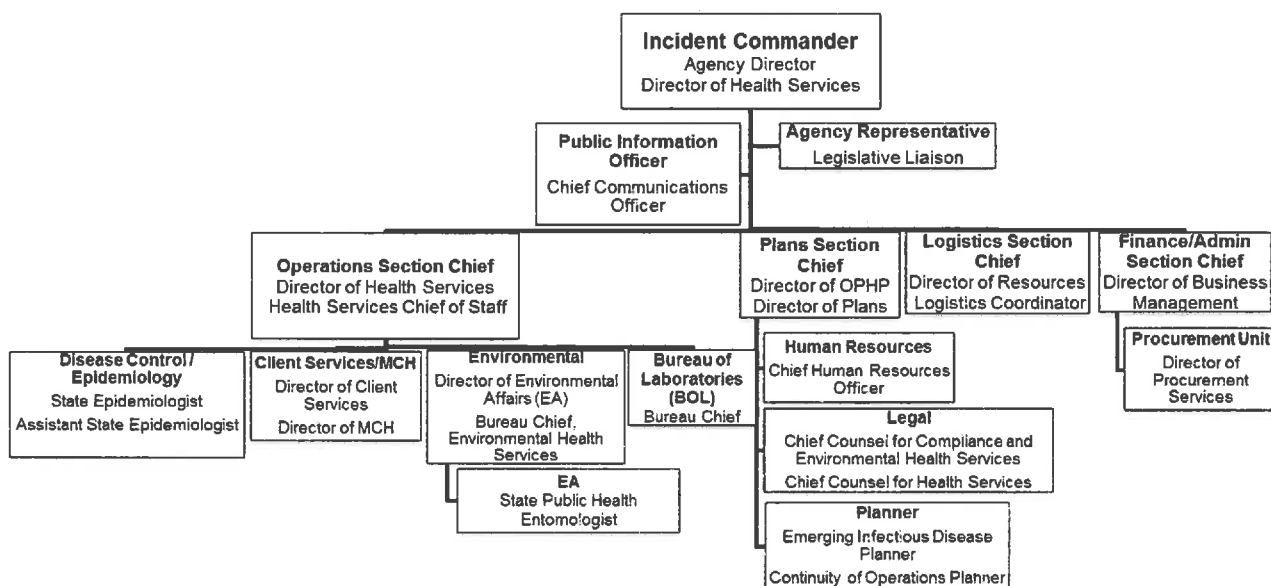 Incident Commander
Agency Director
Director of Health Services
Public Information
Officer
Chief Communications
Officer
Agency Representative
Legislative Liaison
Operations Section Chief
Director of Health Services
Health Services Chief of Staff
Plans Section
Chief
Director of OPHP
Director of Plans
Logistics Section
Chief
Director of Resources
Logistics Coordinator
Finance/Admin
Section Chief
Director of Business
Management
Disease Control /
Epidemiology
State Epidemiologist
Assistant State Epidemiologist
Client Services/MCH
Director of Client
Services
Director of MCH
Environmental
Director of Environmental
Affairs (EA)
Bureau Chief,
Environmental Health
Services
EA
State Public Health
Entomologist
Bureau of
Laboratories
(BOL)
Bureau Chief
Human Resources
Chief Human Resources
Officer
Legal
Chief Counsel for Compliance and
Environmental Health Services
Chief Counsel for Health Services
Planner
Emerging Infectious Disease
Planner
Continuity of Operations Planner
Procurement Unit
Director of
Procurement
Services